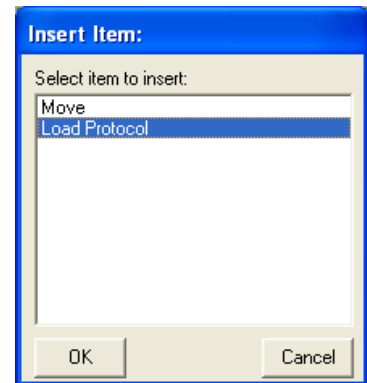 Insert Item:
Select item to insert:
Move
Load Protocol
OK Cancel